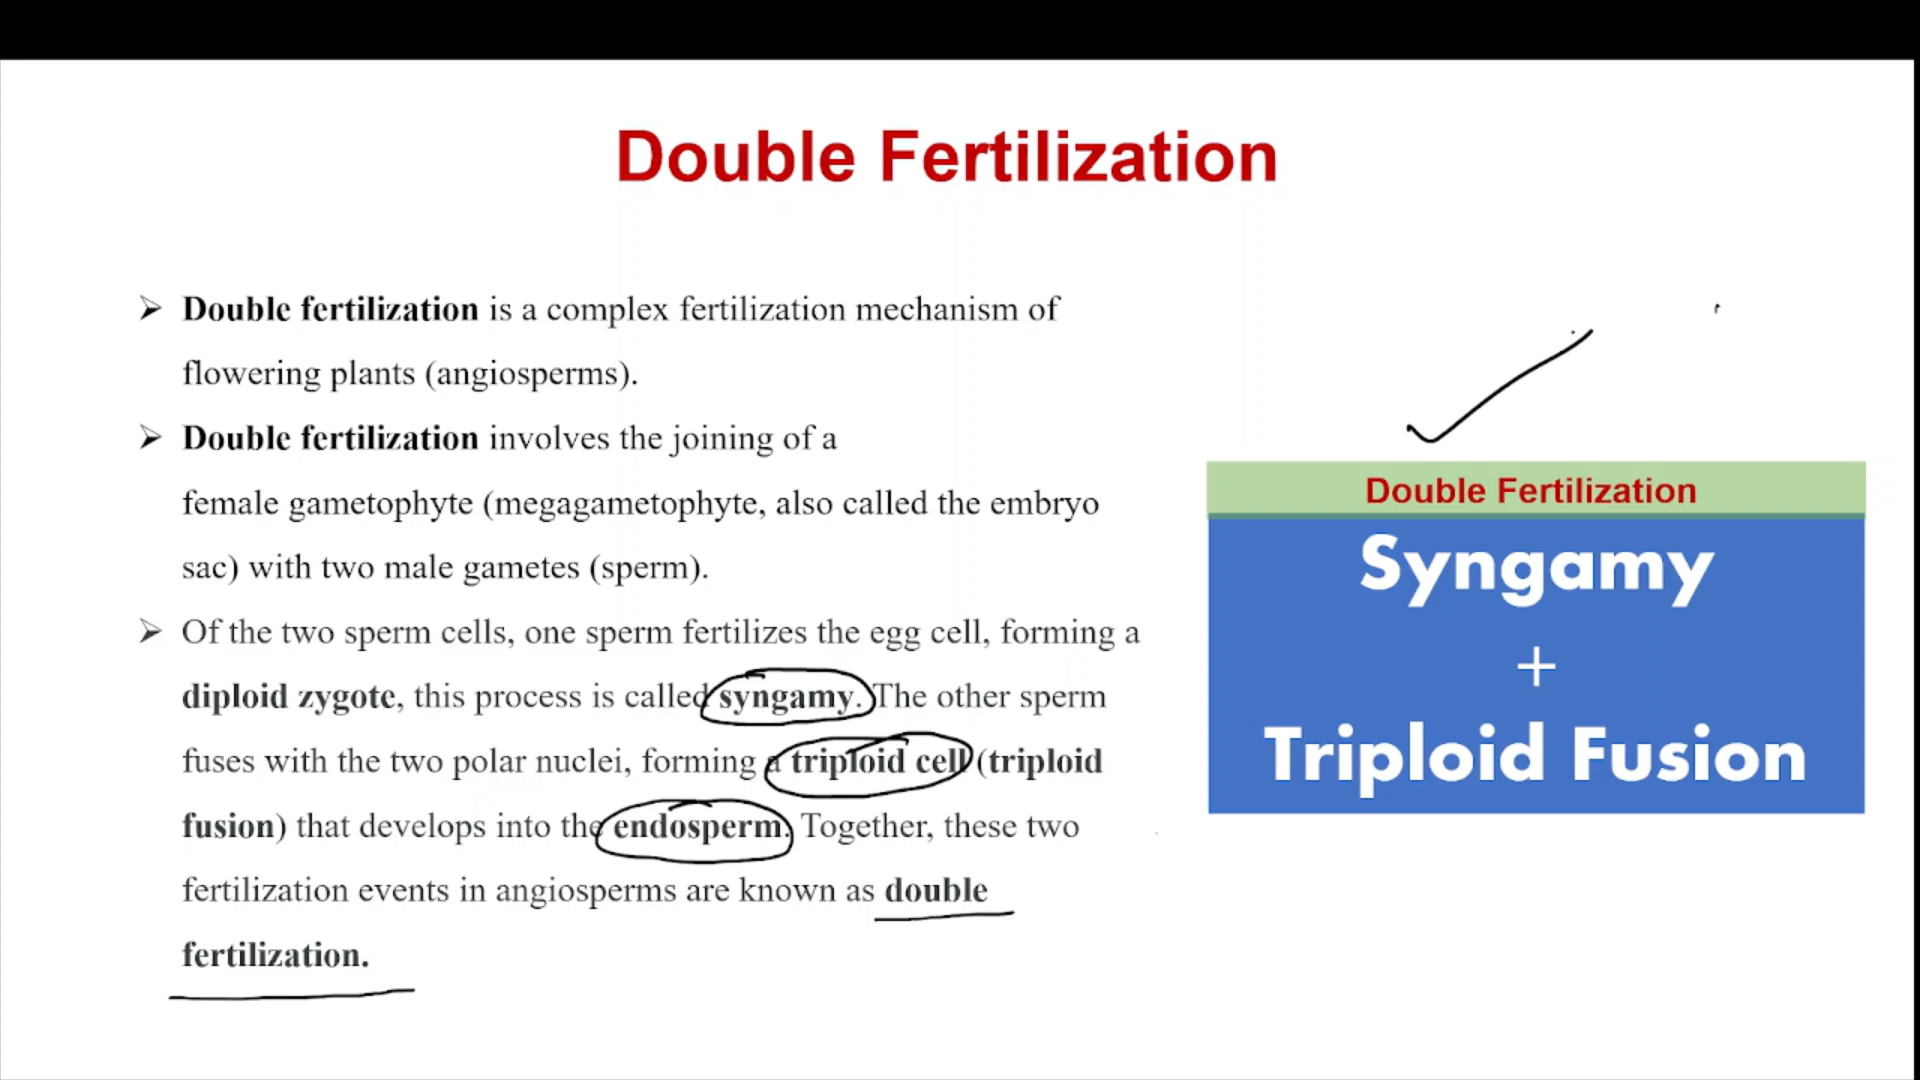 Double Fertilization
➢ Double fertilization is a complex fertilization mechanism of
flowering plants (angiosperms).
➢ Double fertilization involves the joining of a
female gametophyte (megagametophyte, also called the embryo
sac) with two male gametes (sperm).
➢ Of the two sperm cells, one sperm fertilizes the egg cell, forming a
diploid zygote, this process is called syngamy. The other sperm
fuses with the two polar nuclei, forming a triploid cell (triploid
fusion) that develops into the endosperm. Together, these two
fertilization events in angiosperms are known as double
fertilization.
Double Fertilization
Syngamy
+
Triploid Fusion